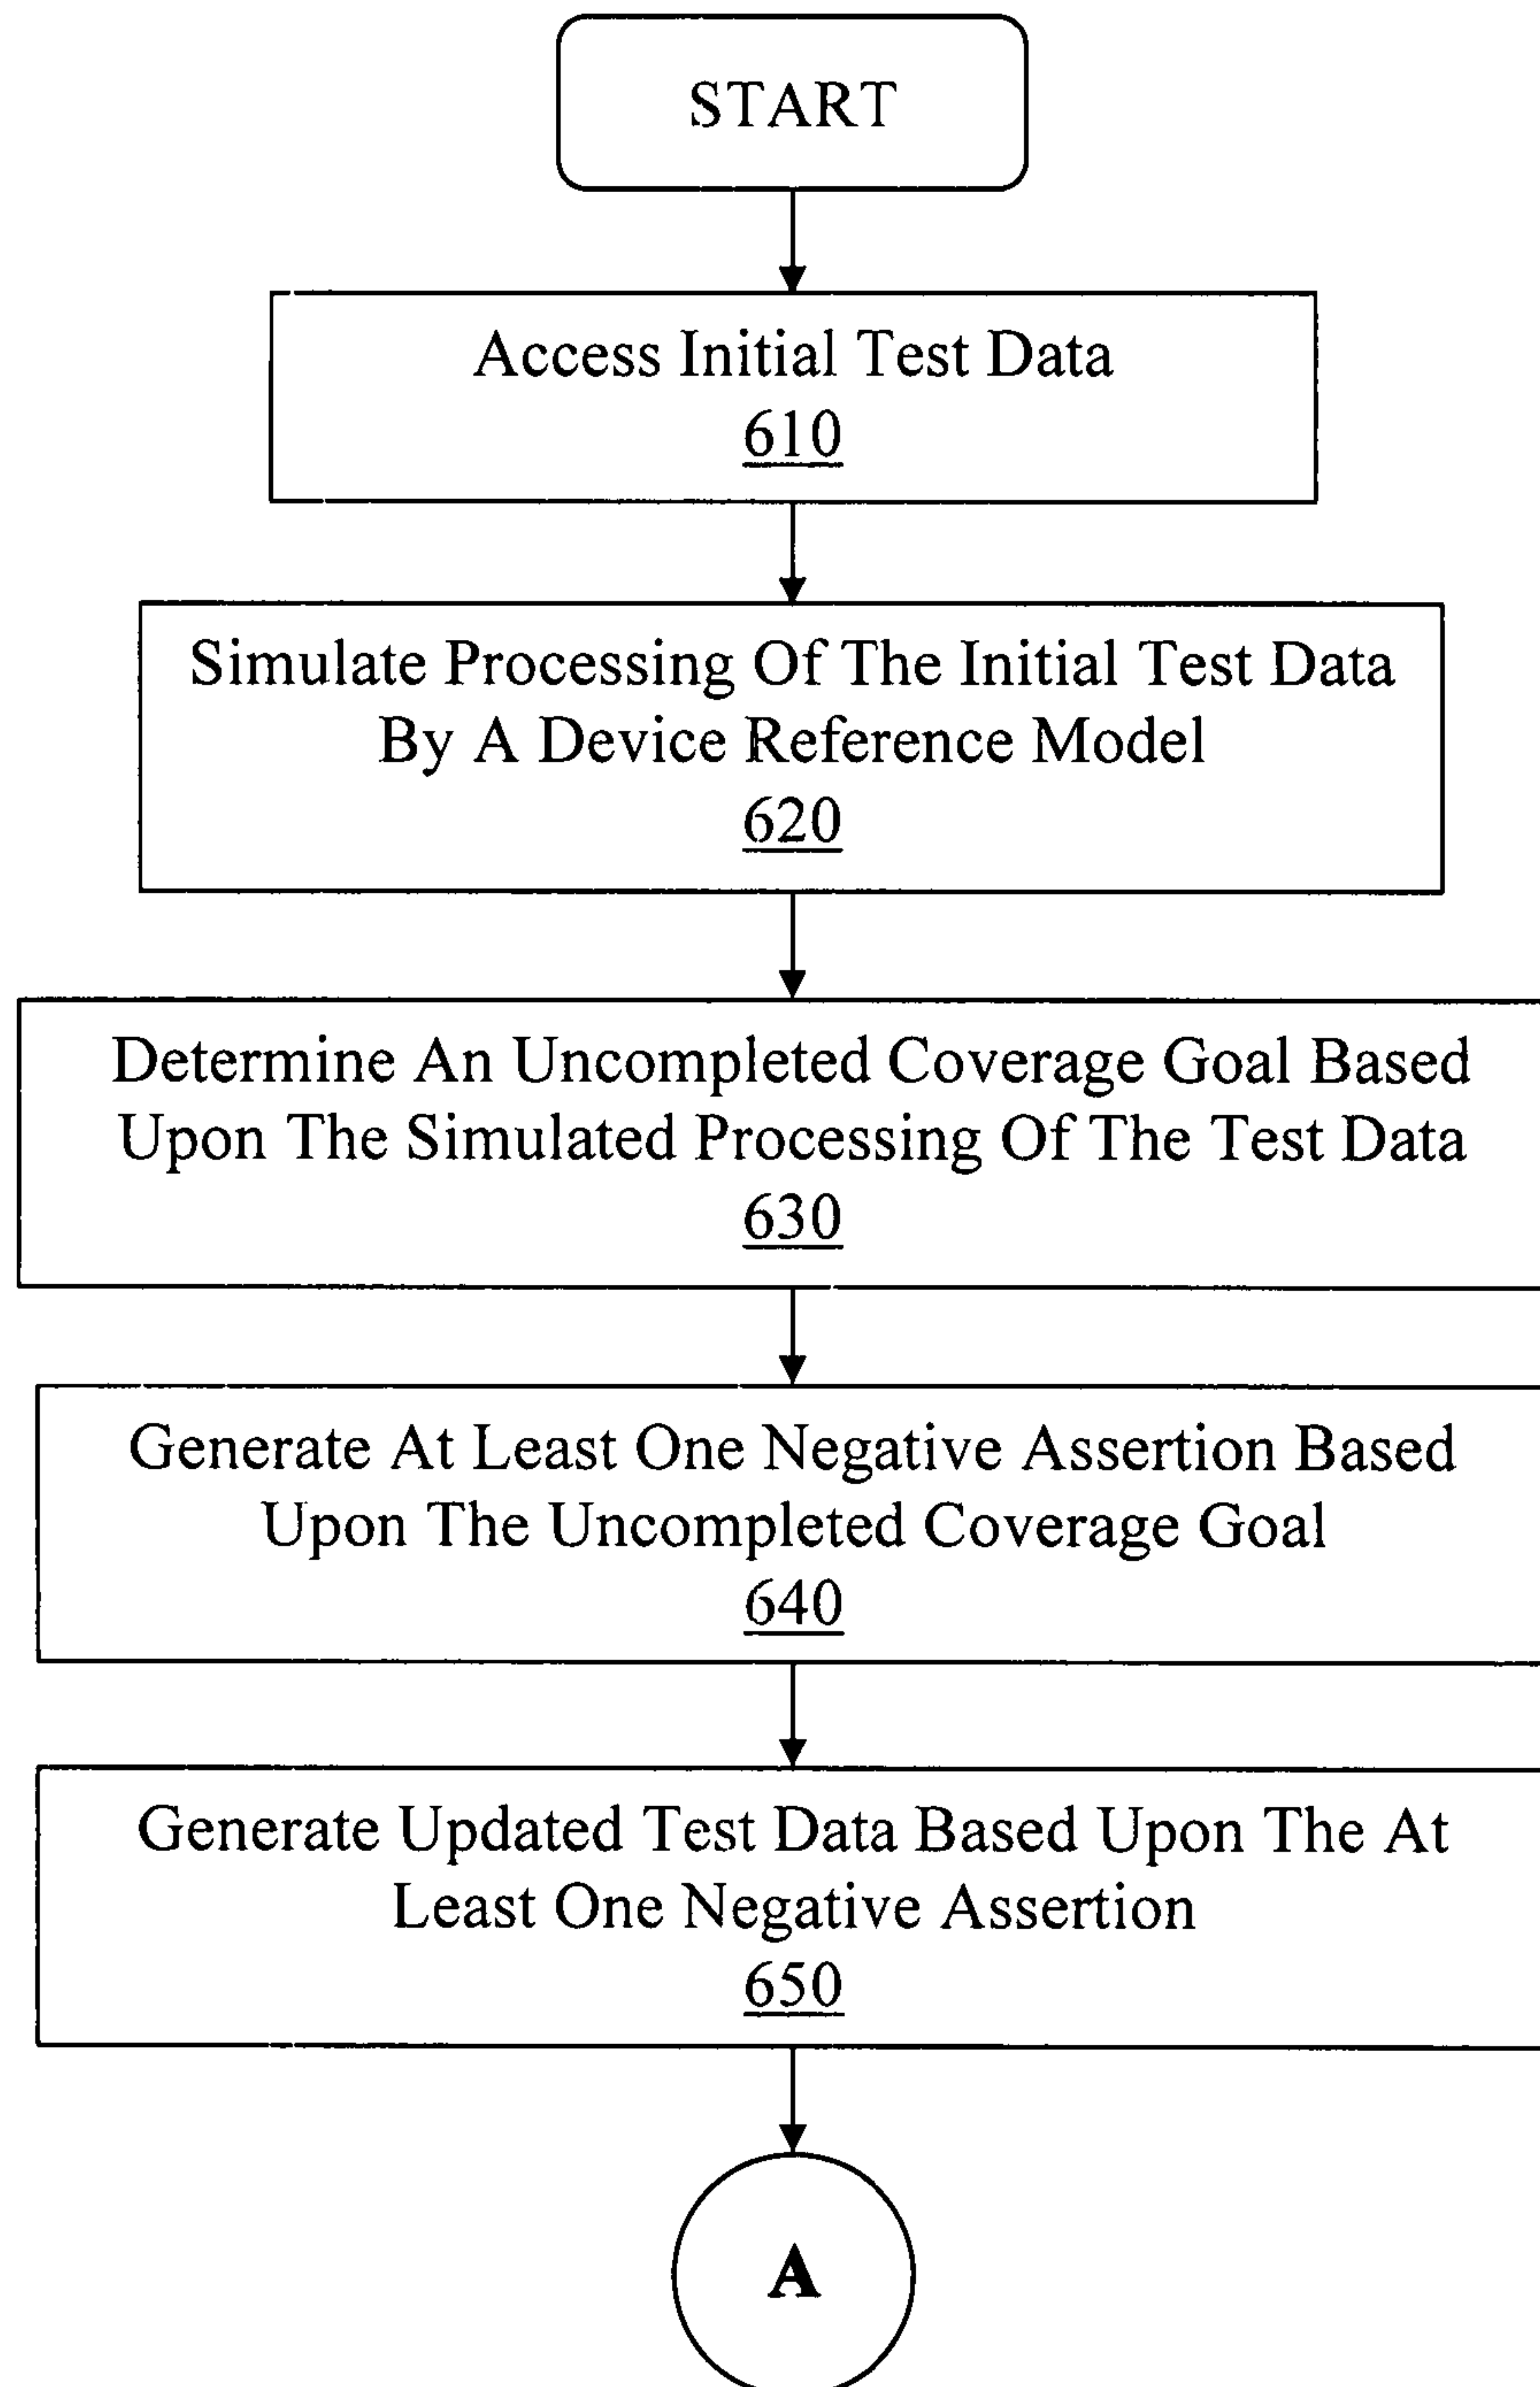 START
Access Initial Test Data
610
Simulate Processing Of The Initial Test Data
By A Device Reference Model
620
Determine An Uncompleted Coverage Goal Based
Upon The Simulated Processing Of The Test Data
630
Generate At Least One Negative Assertion Based
Upon The Uncompleted Coverage Goal
640
Generate Updated Test Data Based Upon The At
Least One Negative Assertion
650
A